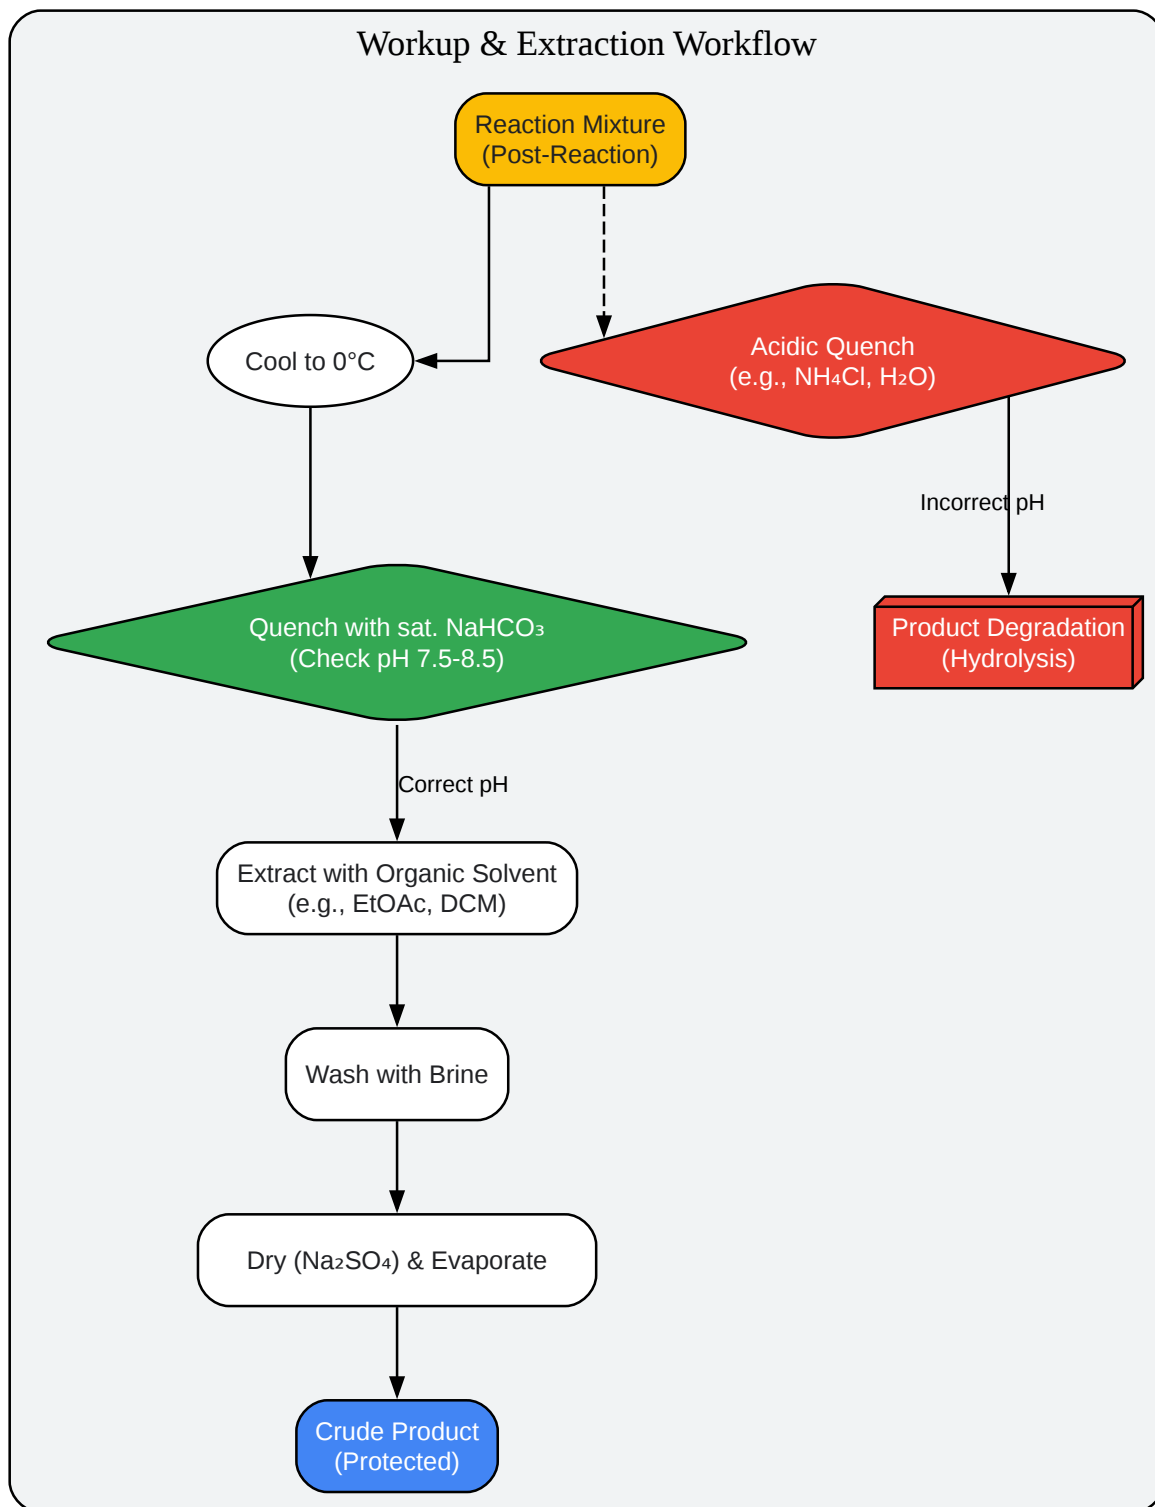 Workup & Extraction Workflow
Reaction Mixture
(Post-Reaction)
Cool to 0°C
Acidic Quench
(e.g., NH₄Cl, H₂O)
Incorrect pH
Quench with sat. NaHCO₃
(Check pH 7.5-8.5)
Product Degradation
(Hydrolysis)
Correct pH
Extract with Organic Solvent
(e.g., EtOAc, DCM)
Wash with Brine
Dry (Na₂SO₄) & Evaporate
Crude Product
(Protected)